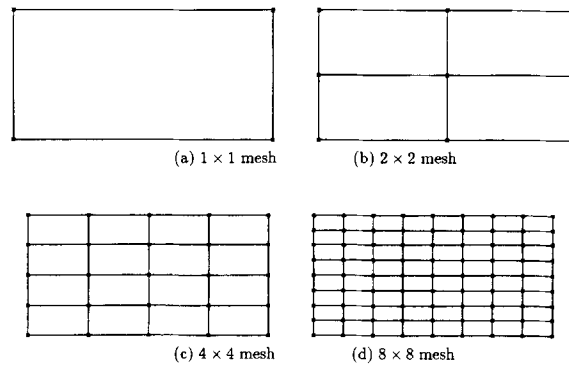 (a) 1 × 1 mesh
(b) 2 × 2 mesh
(c) 4 × 4 mesh
(d) 8 × 8 mesh